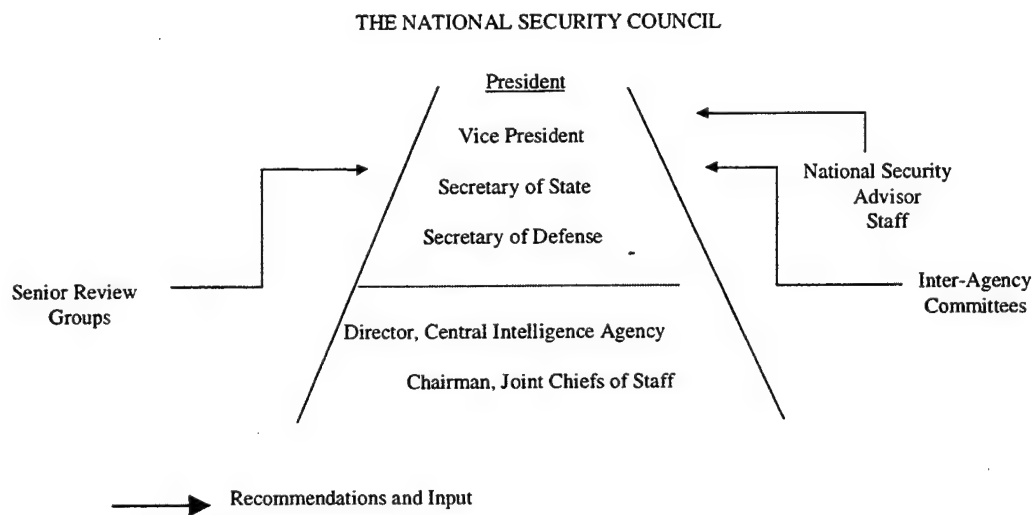 THE NATIONAL SECURITY COUNCIL
President
Vice President
Secretary of State
Secretary of Defense
National Security
Advisor
Staff
Senior Review
Groups
Inter-Agency
Committees
Director, Central Intelligence Agency
Chairman, Joint Chiefs of Staff
Recommendations and Input